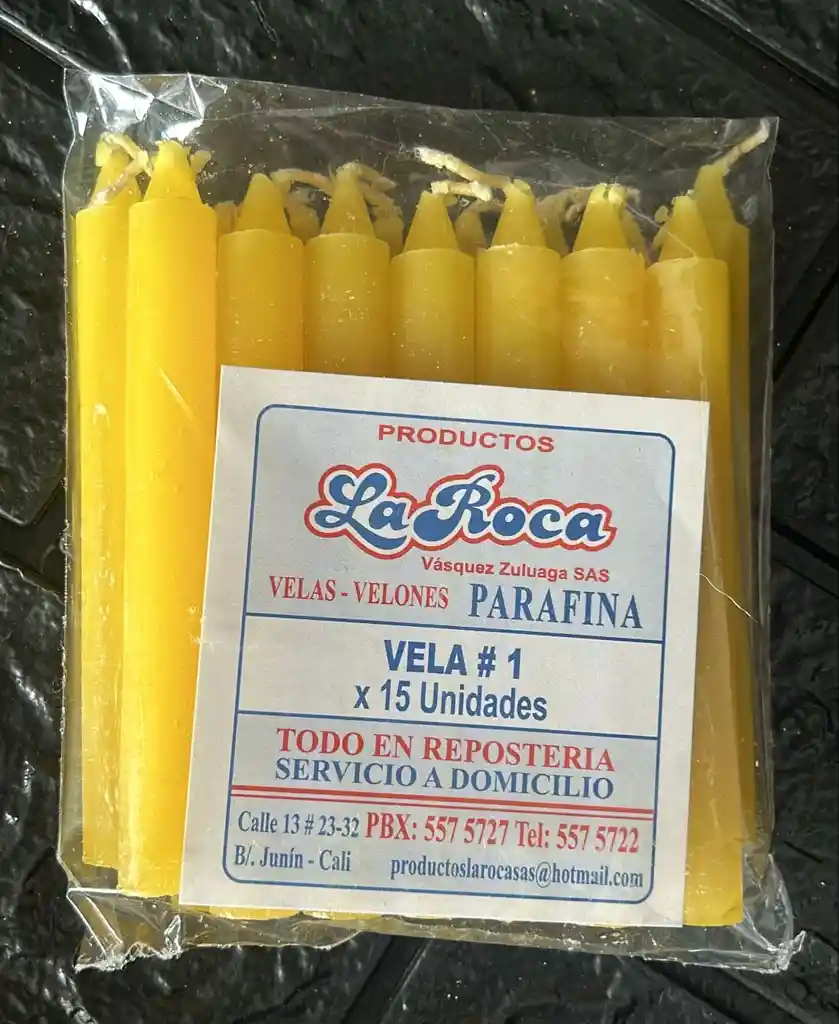 PRODUCTOS
La Roca
Vásquez Zuluaga SAS
VELAS - VELONES PARAFINA
VELA # 1
x 15 Unidades
TODO EN REPOSTERIA
SERVICIO A DOMICILIO
Calle 13 # 23-32 PBX: 557 5727 Tel: 557 5722
B/. Junín - Cali productoslarocasas@hotmail.com